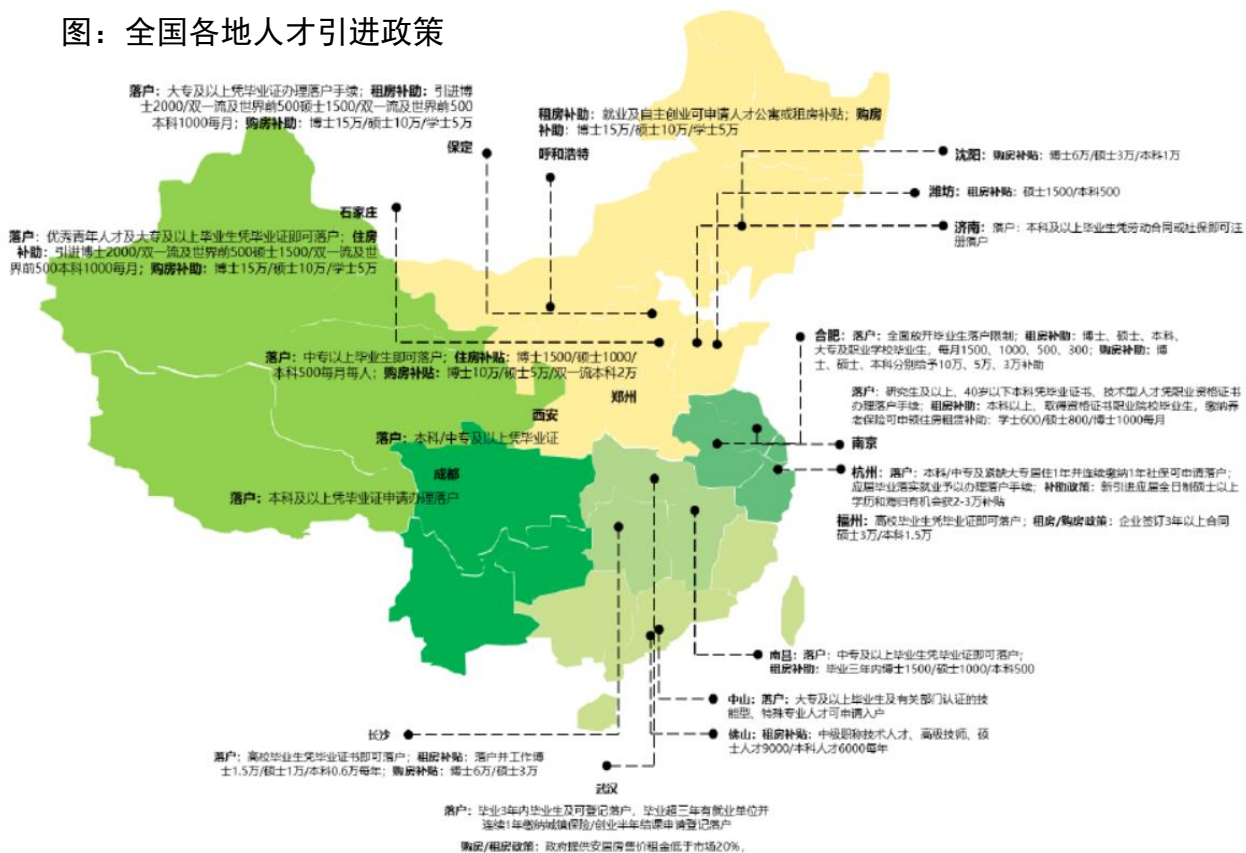 图：全国各地人才引进政策
落户：大专及以上凭毕业证办理落户手续；租房补助：引进博
士2000/双一流及世界前500硕士1500/双一流及世界前500
本科1000每月；购房补助：博士15万/硕士10万/学士5万
保定
租房补助：就业及自主创业可申请人才公寓或租房补贴；购房
补助：博士15万/硕士10万/学士5万
呼和浩特
沈阳：购房补贴：博士6万/硕士3万/本科1万
潍坊：租房补贴：硕士1500/本科500
济南：落户：本科及以上毕业生凭劳动合同或社保即可注
册落户
石家庄
落户：优秀青年人才及大专及以上毕业生凭毕业证即可落户；住房
补助：引进博士2000/双一流及世界前500硕士1500/双一流及世
界前500本科1000每月；购房补助：博士15万/硕士10万/学士5万
合肥：落户：全面放开毕业生落户限制；租房补助：博士、硕士、本科、
大专及职业学校毕业生，每月1500、1000、500、300；购房补助：博
士、硕士、本科分别给予10万、5万、3万补助
落户：中专以上毕业生即可落户；住房补贴：博士1500/硕士1000/
本科500每月每人；购房补贴：博士10万/硕士5万/双一流本科2万
郑州
落户：研究生及以上、40岁以下本科凭毕业证书、技术型人才凭职业资格证书
办理落户手续；租房补助：本科以上、取得资格证书职业院校毕业生，缴纳养
老保险可申领住房租赁补助：学士600/硕士800/博士1000每月
南京
西安
落户：本科/中专及以上凭毕业证
成都
落户：本科及以上凭毕业证申请办理落户
杭州：落户：本科/中专及紧缺大专居住1年并连续缴纳1年社保可申请落户；
应届毕业落实就业予以办理落户手续；补助政策：新引进应届全日制硕士以上
学历和海归有机会获2-3万补贴
福州：高校毕业生凭毕业证即可落户；租房/购房政策：企业签订3年以上合同
硕士3万/本科1.5万
南昌：落户：中专及以上毕业生凭毕业证即可落户；
租房补助：毕业三年内博士1500/硕士1000/本科500
中山：落户：大专及以上毕业生及有关部门认证的技
能型、特殊专业人才可申请入户
佛山：租房补贴：中级职称技术人才、高级技师、硕
士人才9000/本科人才6000每年
长沙
落户：高校毕业生凭毕业证书即可落户；租房补贴：落户并工作博
士1.5万/硕士1万/本科0.6万每年；购房补贴：博士6万/硕士3万
武汉
落户：毕业3年内毕业生及可登记落户，毕业超三年有就业单位并
连续1年缴纳城镇保险/创业半年结课申请登记落户
购房/租房政策：政府提供安居房售价租金低于市场20%，